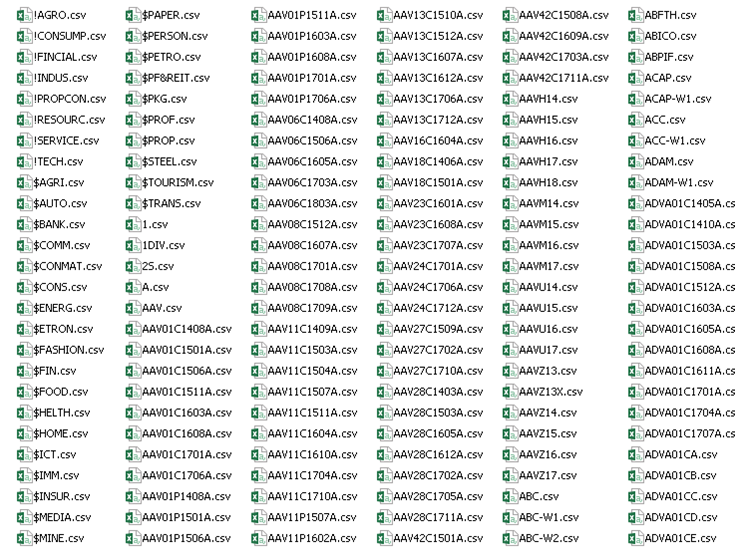 !AGRO.csv
!CONSUMP.csv
!FINCIAL.csv
!INDUS.csv
!PROPCON.csv
!RESOURC.csv
!SERVICE.csv
!TECH.csv
$AGRI.csv
$AUTO.csv
$BANK.csv
$COMM.csv
$CONMAT.csv
$CONS.csv
$ENERG.csv
$ETRON.csv
$FASHION.csv
$FIN.csv
$FOOD.csv
$HELTH.csv
$HOME.csv
$ICT.csv
$IMM.csv
$INSUR.csv
$MEDIA.csv
$MINE.csv
$PAPER.csv
$PERSON.csv
$PETRO.csv
$PF&REIT.csv
$PKG.csv
$PROF.csv
$PROP.csv
$STEEL.csv
$TOURISM.csv
$TRANS.csv
1.csv
1DIV.csv
2S.csv
A.csv
AAV.csv
AAV01C1408A.csv
AAV01C1501A.csv
AAV01C1506A.csv
AAV01C1511A.csv
AAV01C1603A.csv
AAV01C1608A.csv
AAV01C1701A.csv
AAV01C1706A.csv
AAV01P1408A.csv
AAV01P1501A.csv
AAV01P1506A.csv
AAV01P1511A.csv
AAV01P1603A.csv
AAV01P1608A.csv
AAV01P1701A.csv
AAV01P1706A.csv
AAV06C1408A.csv
AAV06C1506A.csv
AAV06C1605A.csv
AAV06C1703A.csv
AAV06C1803A.csv
AAV08C1512A.csv
AAV08C1607A.csv
AAV08C1701A.csv
AAV08C1708A.csv
AAV08C1709A.csv
AAV11C1409A.csv
AAV11C1503A.csv
AAV11C1504A.csv
AAV11C1507A.csv
AAV11C1511A.csv
AAV11C1604A.csv
AAV11C1610A.csv
AAV11C1704A.csv
AAV11C1710A.csv
AAV11P1507A.csv
AAV11P1602A.csv
AAV13C1510A.csv
AAV13C1512A.csv
AAV13C1607A.csv
AAV13C1612A.csv
AAV13C1706A.csv
AAV13C1712A.csv
AAV16C1604A.csv
AAV18C1406A.csv
AAV18C1501A.csv
AAV23C1601A.csv
AAV23C1608A.csv
AAV23C1707A.csv
AAV24C1701A.csv
AAV24C1706A.csv
AAV24C1712A.csv
AAV27C1509A.csv
AAV27C1702A.csv
AAV27C1710A.csv
AAV28C1403A.csv
AAV28C1503A.csv
AAV28C1605A.csv
AAV28C1612A.csv
AAV28C1702A.csv
AAV28C1705A.csv
AAV28C1711A.csv
AAV42C1501A.csv
AAV42C1508A.csv
AAV42C1609A.csv
AAV42C1703A.csv
AAV42C1711A.csv
AAVH14.csv
AAVH15.csv
AAVH16.csv
AAVH17.csv
AAVH18.csv
AAVM14.csv
AAVM15.csv
AAVM16.csv
AAVM17.csv
AAVU14.csv
AAVU15.csv
AAVU16.csv
AAVU17.csv
AAVZ13.csv
AAVZ13X.csv
AAVZ14.csv
AAVZ15.csv
AAVZ16.csv
AAVZ17.csv
ABC.csv
ABC-W1.csv
ABC-W2.csv
ABFTH.csv
ABICO.csv
ABPIF.csv
ACAP.csv
ACAP-W1.csv
ACC.csv
ACC-W1.csv
ADAM.csv
ADAM-W1.csv
ADVA01C1405A.cs
ADVA01C1410A.cs
ADVA01C1503A.cs
ADVA01C1508A.cs
ADVA01C1512A.cs
ADVA01C1603A.cs
ADVA01C1605A.cs
ADVA01C1608A.cs
ADVA01C1611A.cs
ADVA01C1701A.cs
ADVA01C1704A.cs
ADVA01C1707A.cs
ADVA01CA.csv
ADVA01CB.csv
ADVA01CC.csv
ADVA01CD.csv
ADVA01CE.csv